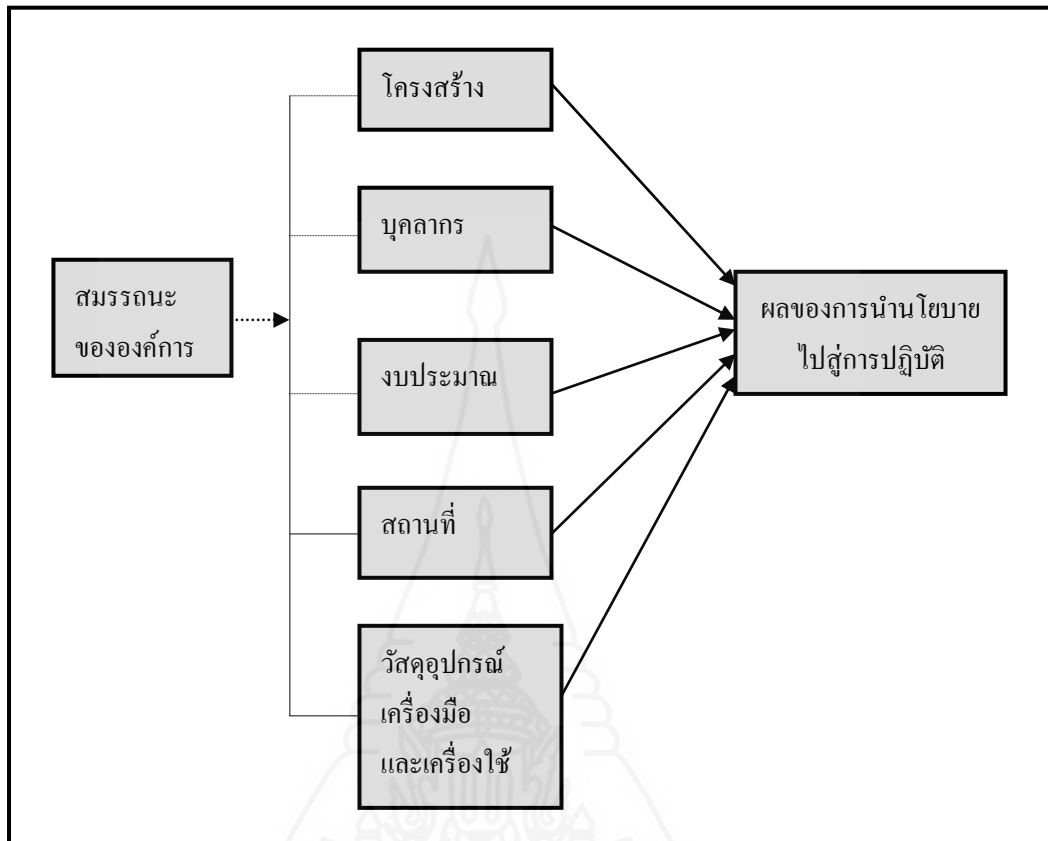 โครงสร้าง
บุคลากร
สมรรถนะ
ขององค์การ
งบประมาณ
สถานที่
วัสดุอุปกรณ์
เครื่องมือ
และเครื่องใช้
ผลของการนำนโยบาย
ไปสู่การปฏิบัติ